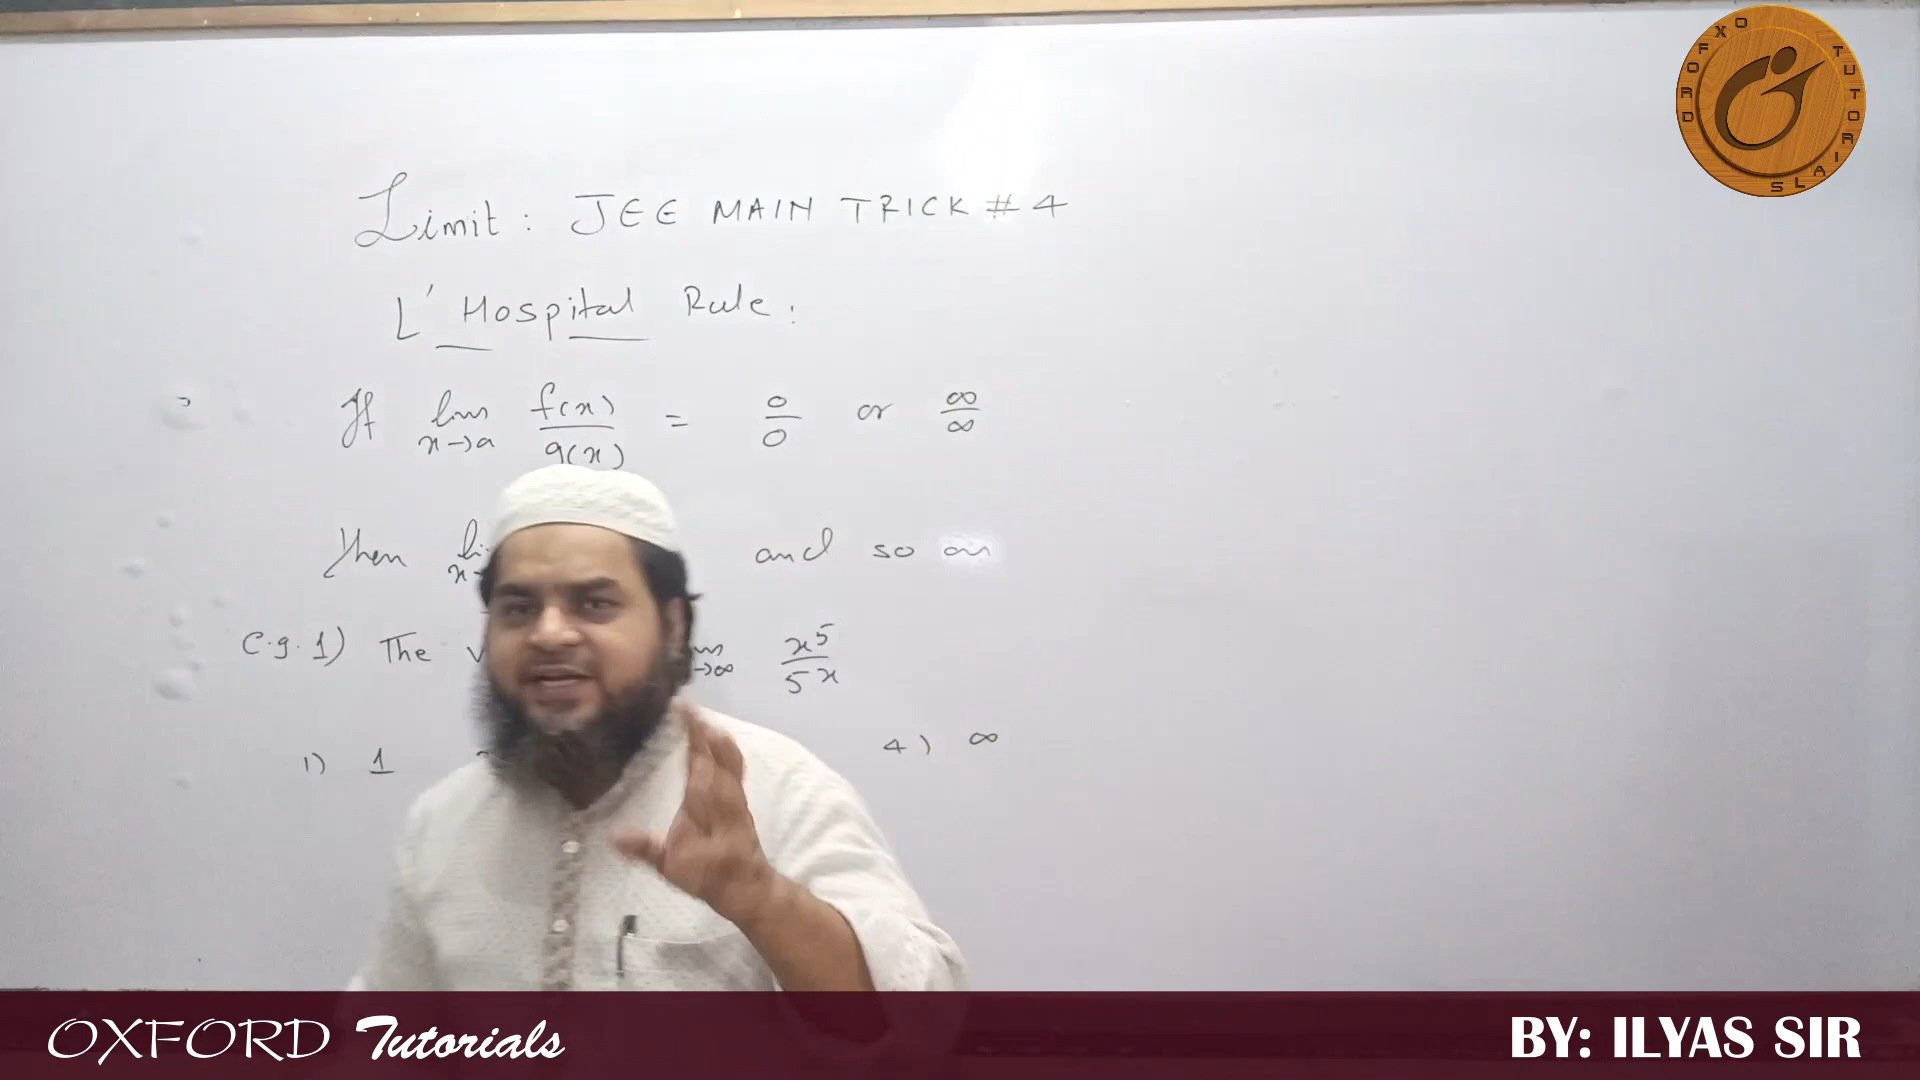 OXFORD TUTORIALS
Limit: JEE MAIN TRICK # 4
L' Hospital Rule:
If lim x→a f(x)/g(x) = 0/0 or ∞/∞
Then and so on
e.g. 1) The x^5/5^x
1) 1 4) ∞
OXFORD Tutorials
BY: ILYAS SIR